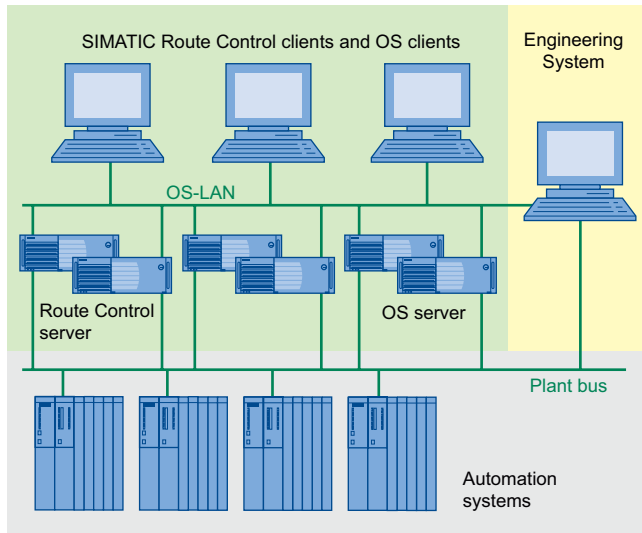 SIMATIC Route Control clients and OS clients
Engineering
System
OS-LAN
Route Control
server
OS server
Plant bus
Automation
systems